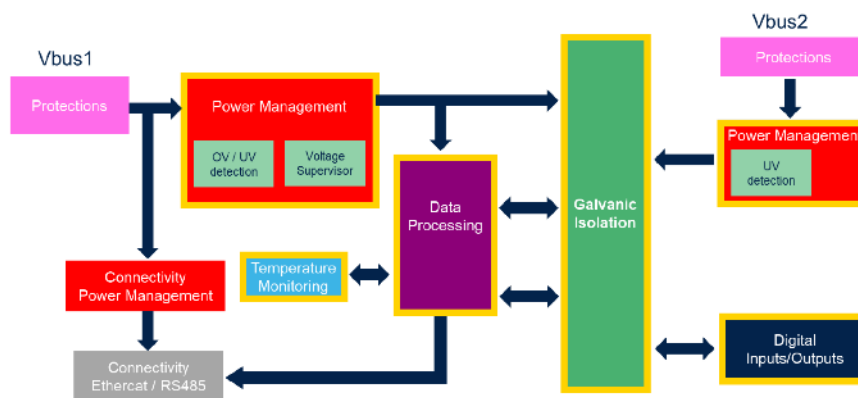 Vbus1
Protections
Power Management
OV / UV
detection
Voltage
Supervisor
Connectivity
Power Management
Connectivity
Ethercat / RS485
Temperature
Monitoring
Data
Processing
Galvanic
Isolation
Vbus2
Protections
Power Management
UV
detection
Digital
Inputs/Outputs